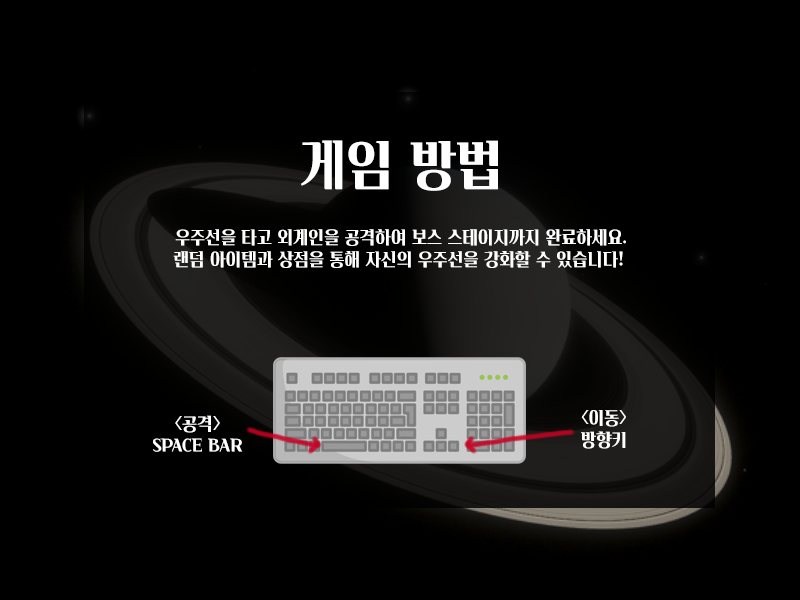 게임 방법
우주선을 타고 외계인을 공격하여 보스 스테이지까지 완료하세요.
랜덤 아이템과 상점을 통해 자신의 우주선을 강화할 수 있습니다!
<공격>
SPACE BAR
<이동>
방향키